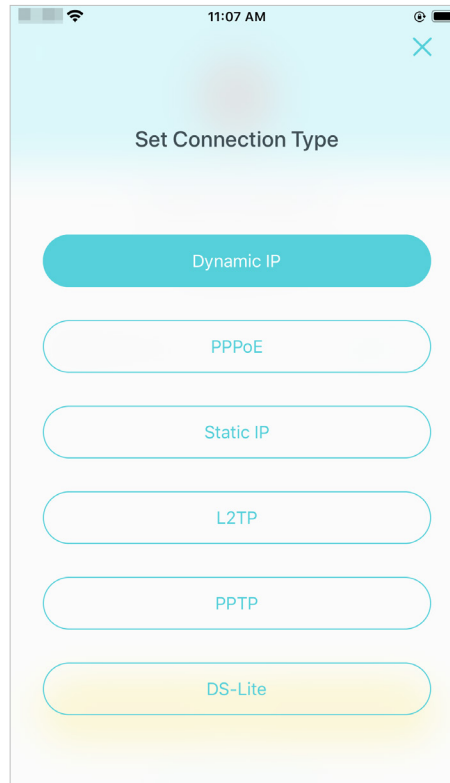 11:07 AM
Set Connection Type
Dynamic IP
PPPoE
Static IP
L2TP
PPTP
DS-Lite